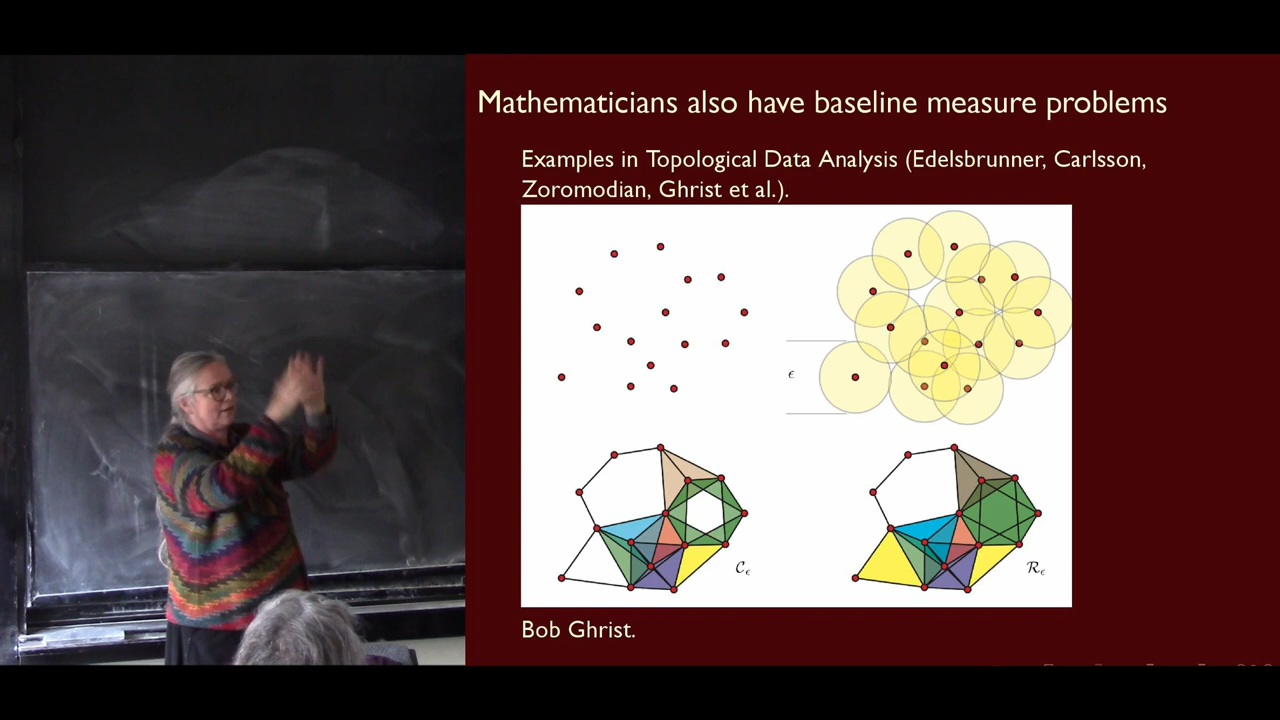 Mathematicians also have baseline measure problems
Examples in Topological Data Analysis (Edelsbrunner, Carlsson,
Zoromodian, Ghrist et al.).
ϵ
𝒞ϵ
ℛϵ
Bob Ghrist.